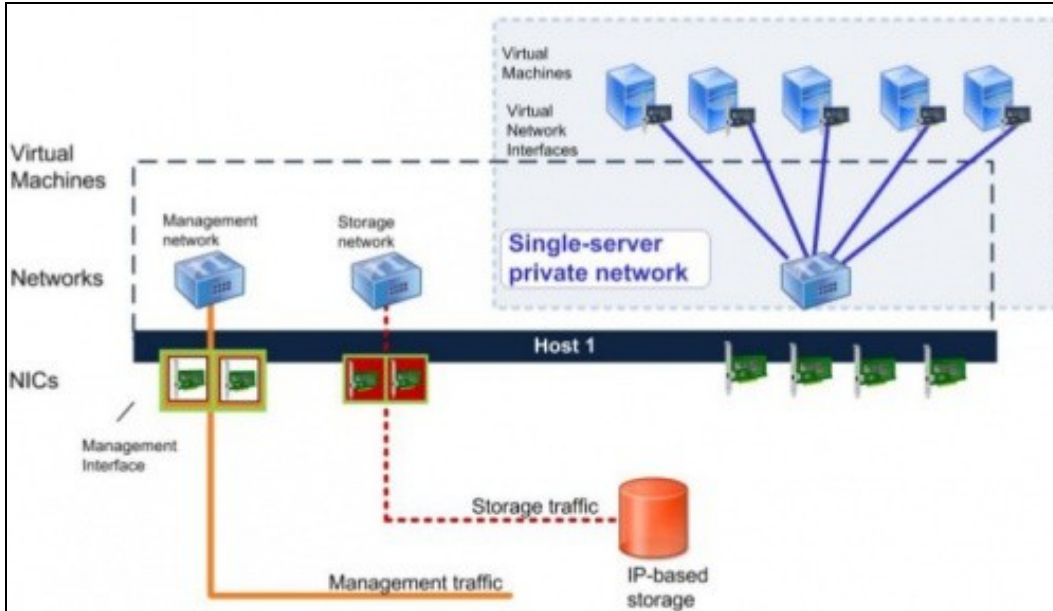 Virtual
Machines
Virtual
Network
Interfaces
Virtual
Machines
Management
network
Storage
network
Single-server
private network
Networks
Host 1
NICs
Management
Interface
Storage traffic
Management traffic
IP-based
storage